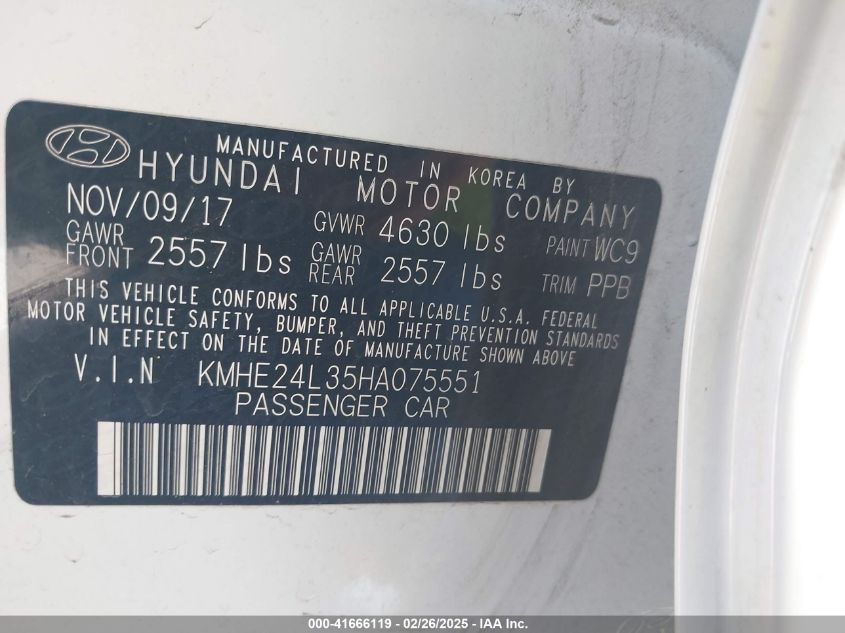 MANUFACTURED IN KOREA BY
HYUNDAI MOTOR COMPANY
NOV/09/17 GVWR 4630 lbs PAINT WC9
GAWR FRONT 2557 lbs GAWR REAR 2557 lbs TRIM PPB
THIS VEHICLE CONFORMS TO ALL APPLICABLE U.S.A. FEDERAL
MOTOR VEHICLE SAFETY, BUMPER, AND THEFT PREVENTION STANDARDS
IN EFFECT ON THE DATE OF MANUFACTURE SHOWN ABOVE
V.I.N KMHE24L35HA075551
PASSENGER CAR
000-41666119 - 02/26/2025 - IAA Inc.